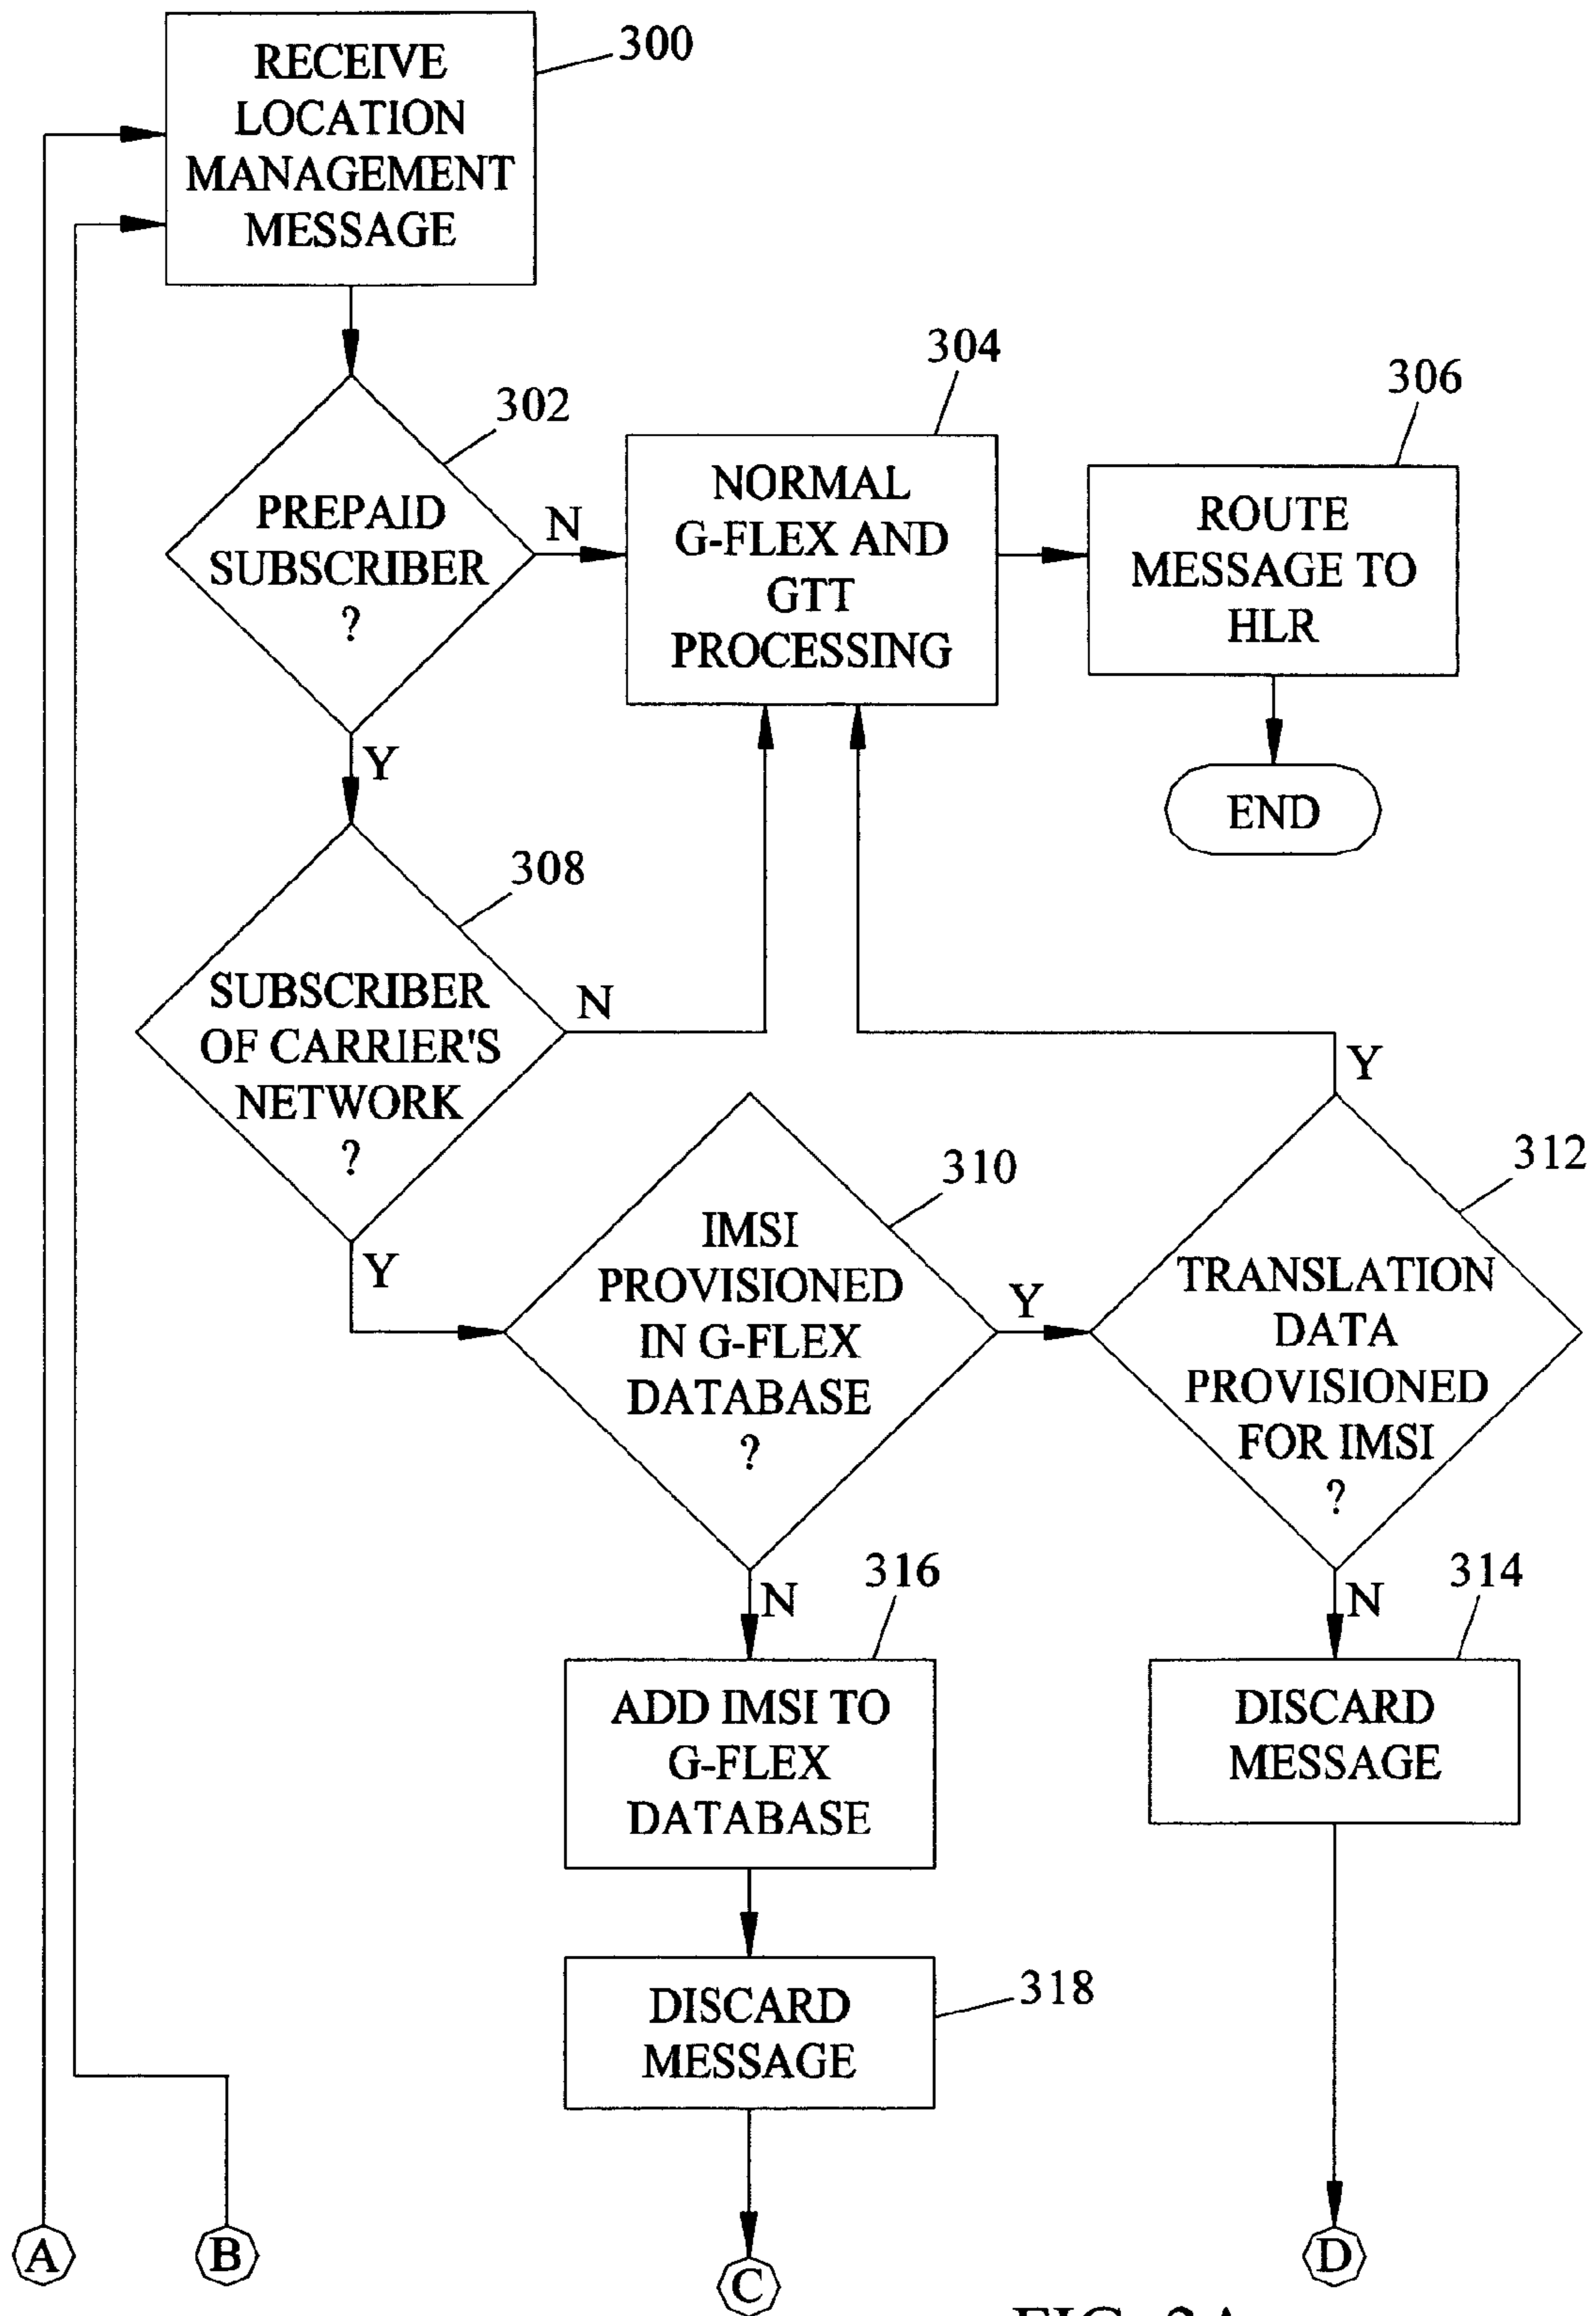 300
RECEIVE
LOCATION
MANAGEMENT
MESSAGE
302
PREPAID
SUBSCRIBER
?
N
Y
304
NORMAL
G-FLEX AND
GTT
PROCESSING
306
ROUTE
MESSAGE TO
HLR
END
308
SUBSCRIBER
OF CARRIER'S
NETWORK
?
N
Y
310
IMSI
PROVISIONED
IN G-FLEX
DATABASE
?
Y
N
312
TRANSLATION
DATA
PROVISIONED
FOR IMSI
?
Y
N
316
ADD IMSI TO
G-FLEX
DATABASE
314
DISCARD
MESSAGE
318
DISCARD
MESSAGE
A
B
C
D